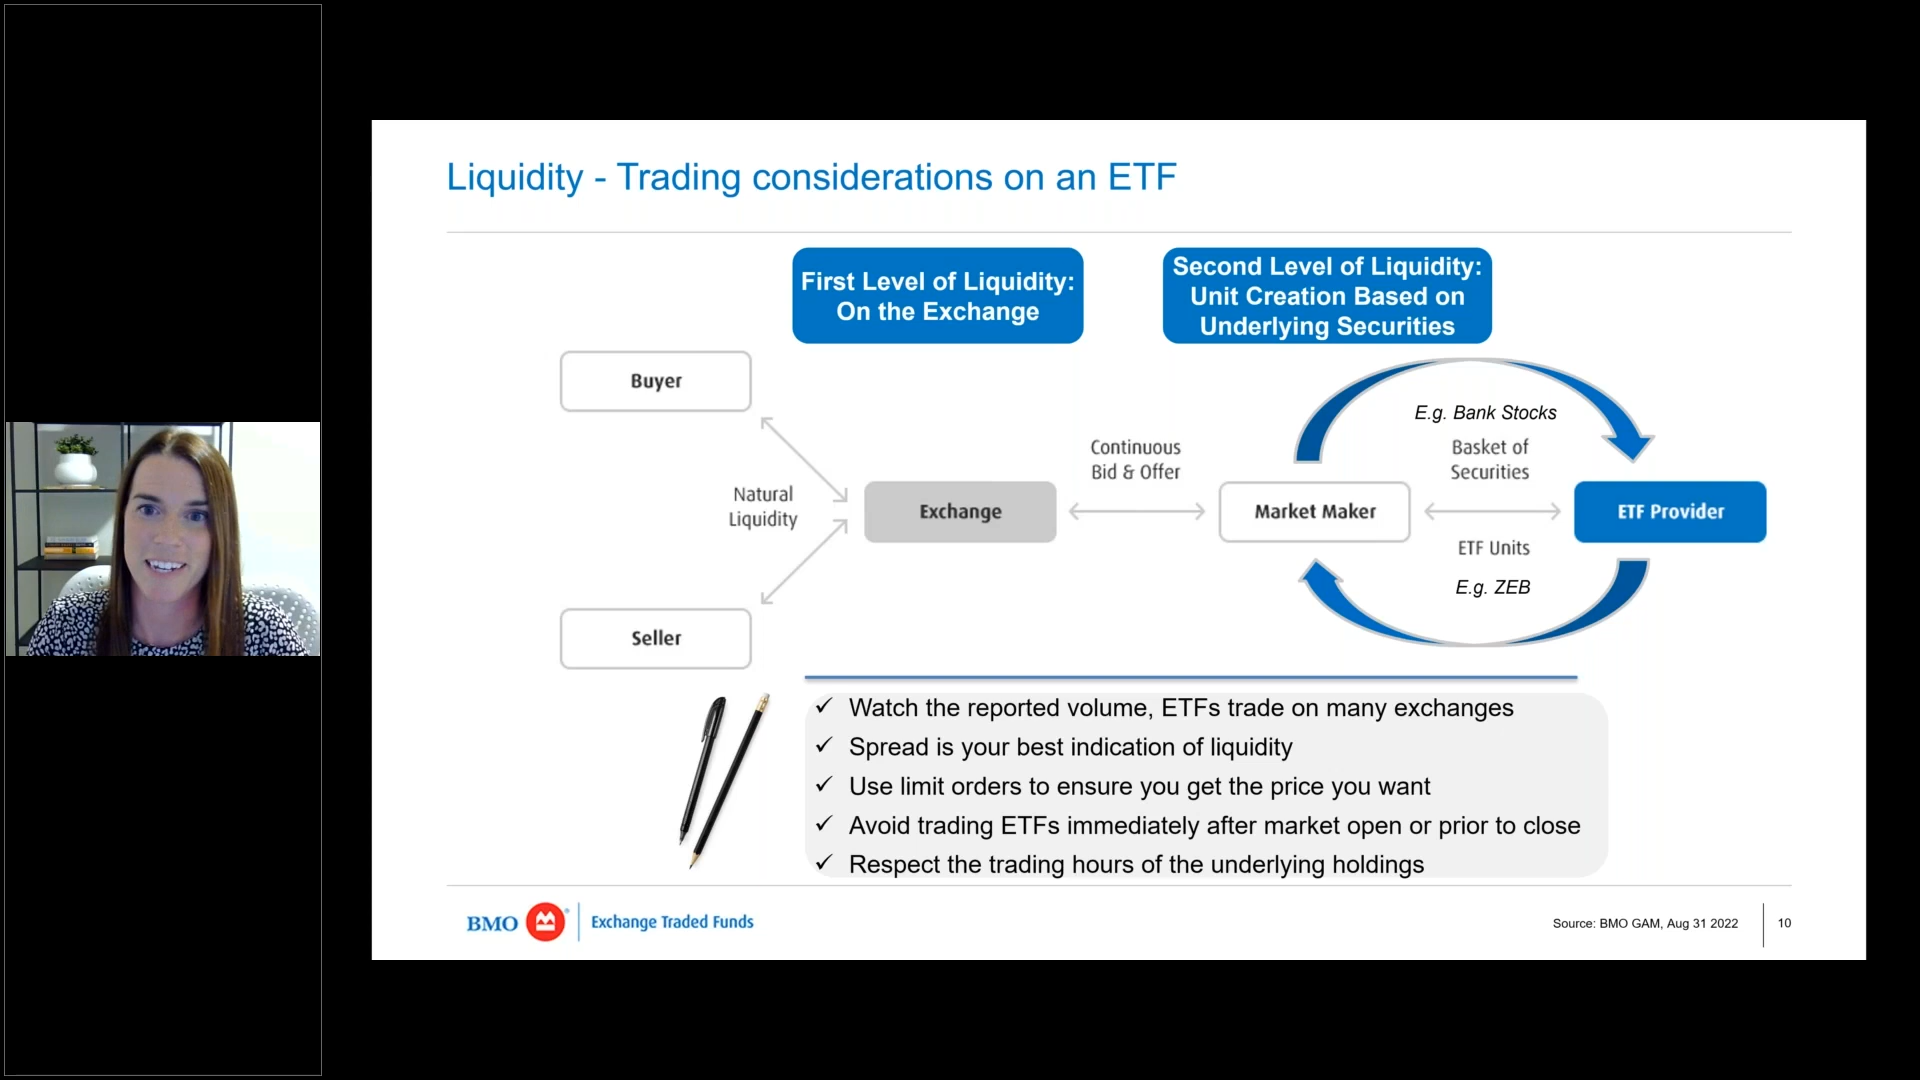 Liquidity - Trading considerations on an ETF
First Level of Liquidity:
On the Exchange
Second Level of Liquidity:
Unit Creation Based on
Underlying Securities
Buyer
E.g. Bank Stocks
Continuous
Bid & Offer
Basket of
Securities
Natural
Liquidity
Exchange
Market Maker
ETF Provider
ETF Units
E.g. ZEB
Seller
✓ Watch the reported volume, ETFs trade on many exchanges
✓ Spread is your best indication of liquidity
✓ Use limit orders to ensure you get the price you want
✓ Avoid trading ETFs immediately after market open or prior to close
✓ Respect the trading hours of the underlying holdings
BMO ® Exchange Traded Funds
Source: BMO GAM, Aug 31 2022
10